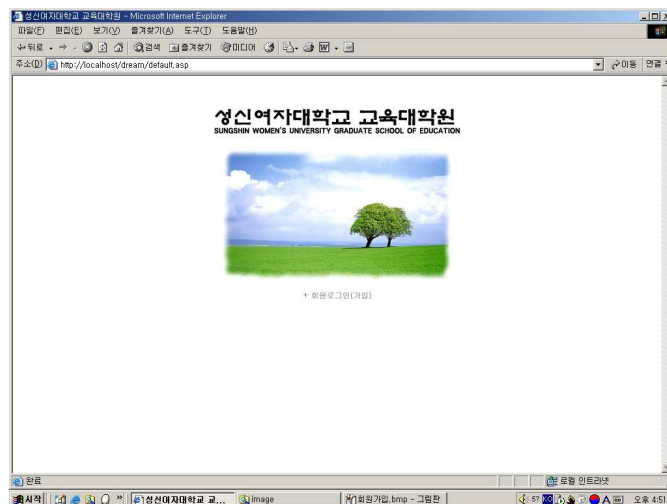 성신여자대학교 교육대학원 - Microsoft Internet Explorer
파일(F) 편집(E) 보기(V) 즐겨찾기(A) 도구(T) 도움말(H)
뒤로 검색 즐겨찾기 미디어
주소(D) http://localhost/dream/default.asp 이동 연결
성신여자대학교 교육대학원
SUNGSHIN WOMEN'S UNIVERSITY GRADUATE SCHOOL OF EDUCATION
+ 회원로그인(가입)
완료 로컬 인트라넷
시작 성신여자대학교 교... image 회원가입.bmp - 그림판 57 KO A 오후 4:51